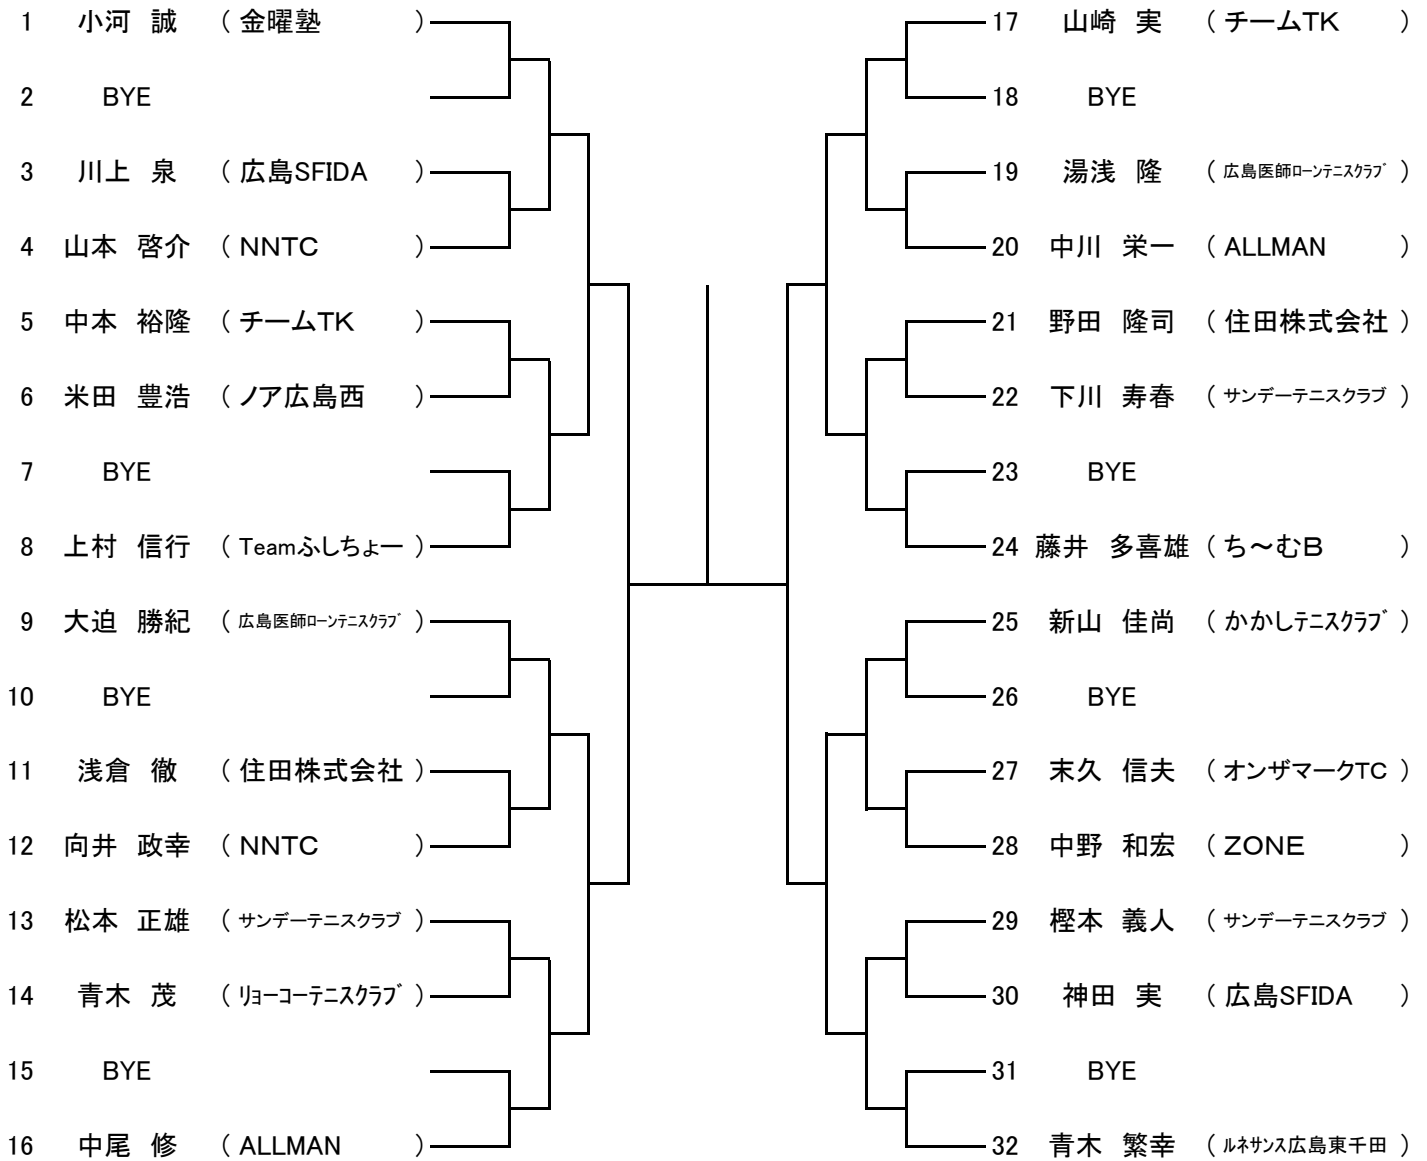 1 小河 誠 （ 金曜塾 ）
2 BYE
3 川上 泉 （ 広島SFIDA ）
4 山本 啓介 （ NNTC ）
5 中本 裕隆 （ チームTK ）
6 米田 豊浩 （ ノア広島西 ）
7 BYE
8 上村 信行 （ Teamふしちょー ）
9 大迫 勝紀 （ 広島医師ﾛｰﾝﾃﾆｽｸﾗﾌﾞ ）
10 BYE
11 浅倉 徹 （ 住田株式会社 ）
12 向井 政幸 （ NNTC ）
13 松本 正雄 （ サンデーテニスクラブ ）
14 青木 茂 （ ﾘｮｰｺｰﾃﾆｽｸﾗﾌﾞ ）
15 BYE
16 中尾 修 （ ALLMAN ）
17 山崎 実 （ チームTK ）
18 BYE
19 湯浅 隆 （ 広島医師ﾛｰﾝﾃﾆｽｸﾗﾌﾞ ）
20 中川 栄一 （ ALLMAN ）
21 野田 隆司 （ 住田株式会社 ）
22 下川 寿春 （ サンデーテニスクラブ ）
23 BYE
24 藤井 多喜雄 （ ち～むB ）
25 新山 佳尚 （ かかしﾃﾆｽｸﾗﾌﾞ ）
26 BYE
27 末久 信夫 （ オンザマークTC ）
28 中野 和宏 （ ZONE ）
29 樫本 義人 （ サンデーテニスクラブ ）
30 神田 実 （ 広島SFIDA ）
31 BYE
32 青木 繁幸 （ ﾙﾈｻﾝｽ広島東千田 ）